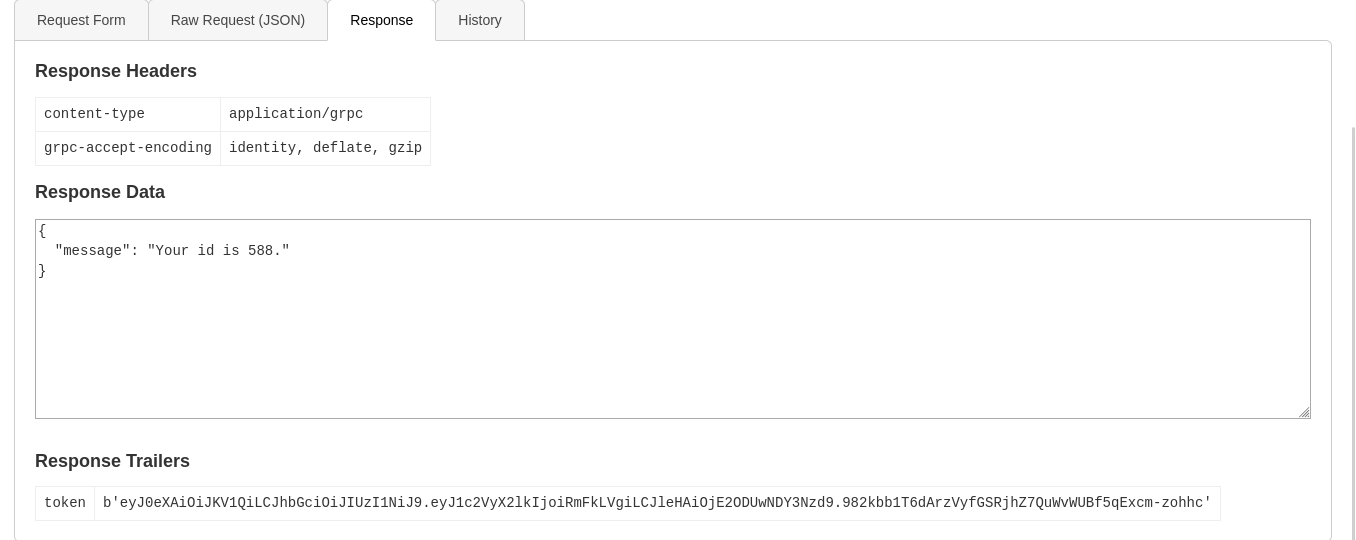 Request Form Raw Request (JSON) Response History
Response Headers
content-type application/grpc
grpc-accept-encoding identity, deflate, gzip
Response Data
{
  "message": "Your id is 588."
}
Response Trailers
token b'eyJ0eXAiOiJKV1QiLCJhbGciOiJIUzI1NiJ9.eyJ1c2VyX2lkIjoiRmFkLVgiLCJleHAiOjE2ODUwNDY3Nzd9.982kbb1T6dArzVyfGSRjhZ7QuWvWUBf5qExcm-zohhc'